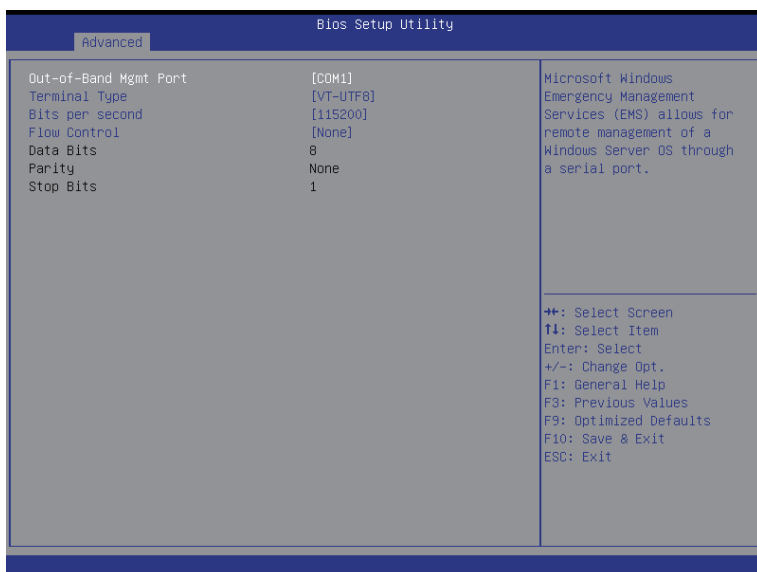 Bios Setup Utility
Advanced
Out-of-Band Mgmt Port [COM1]
Terminal Type [VT-UTF8]
Bits per second [115200]
Flow Control [None]
Data Bits 8
Parity None
Stop Bits 1
Microsoft Windows
Emergency Management
Services (EMS) allows for
remote management of a
Windows Server OS through
a serial port.
→←: Select Screen
↑↓: Select Item
Enter: Select
+/-: Change Opt.
F1: General Help
F3: Previous Values
F9: Optimized Defaults
F10: Save & Exit
ESC: Exit